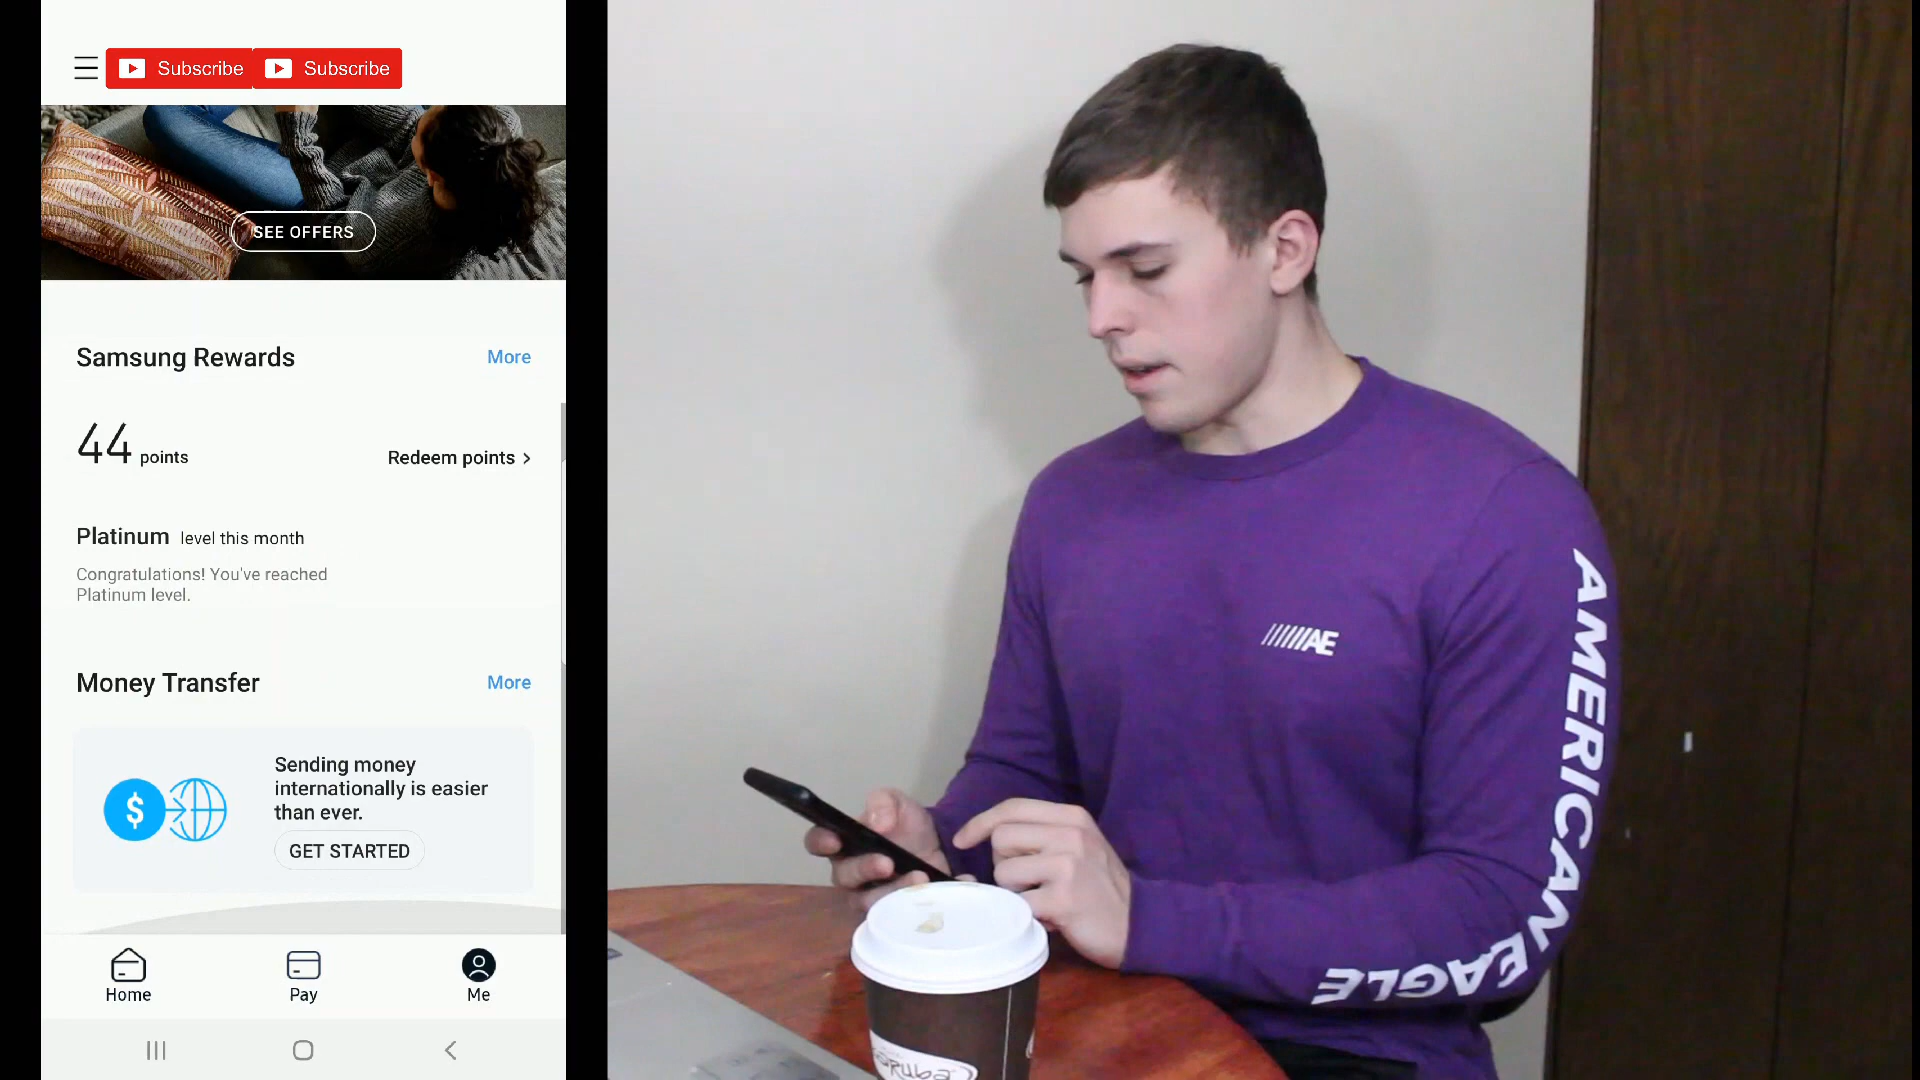 Subscribe Subscribe
SEE OFFERS
Samsung Rewards More
44 points Redeem points >
Platinum level this month
Congratulations! You've reached
Platinum level.
Money Transfer More
$
Sending money
internationally is easier
than ever.
GET STARTED
Home Pay Me
AE
AMERICAN EAGLE